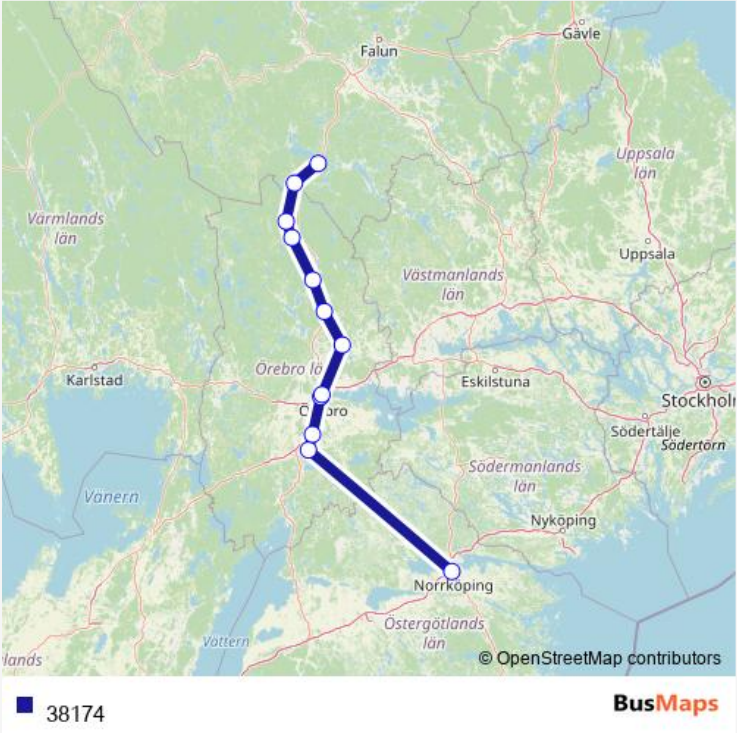 Gävle
Falun
Uppsala
län
Värmlands
län
Uppsala
Västmanlands
län
Örebro lä
Karlstad
Eskilstuna
Stockholm
Södertälje
Södertörn
Södermanlands
län
Vänern
Nyköping
Norrköping
Östergötlands
län
Vättern
lands
© OpenStreetMap contributors
38174
BusMaps